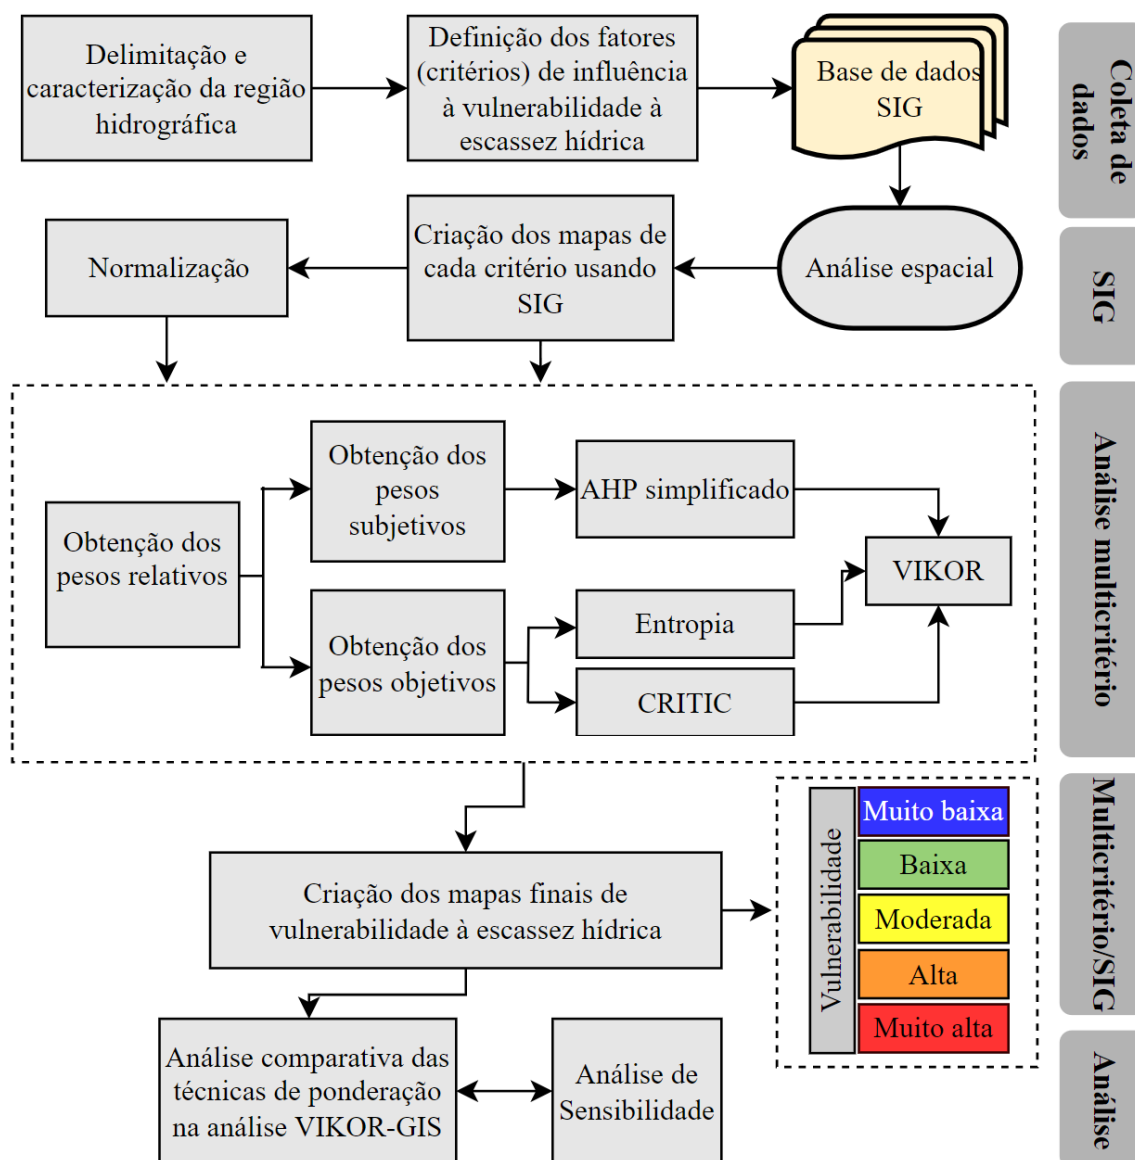 Delimitação e
caracterização da região
hidrográfica
Definição dos fatores
(critérios) de influência
à vulnerabilidade à
escassez hídrica
Base de dados
SIG
Coleta de
dados
Normalização
Criação dos mapas de
cada critério usando
SIG
Análise espacial
SIG
Obtenção dos
pesos relativos
Obtenção dos
pesos
subjetivos
AHP simplificado
VIKOR
Obtenção dos
pesos objetivos
Entropia
CRITIC
Análise multicritério
Criação dos mapas finais de
vulnerabilidade à escassez hídrica
Vulnerabilidade
Muito baixa
Baixa
Moderada
Alta
Muito alta
Multicritério/SIG
Análise comparativa das
técnicas de ponderação
na análise VIKOR-GIS
Análise de
Sensibilidade
Análise